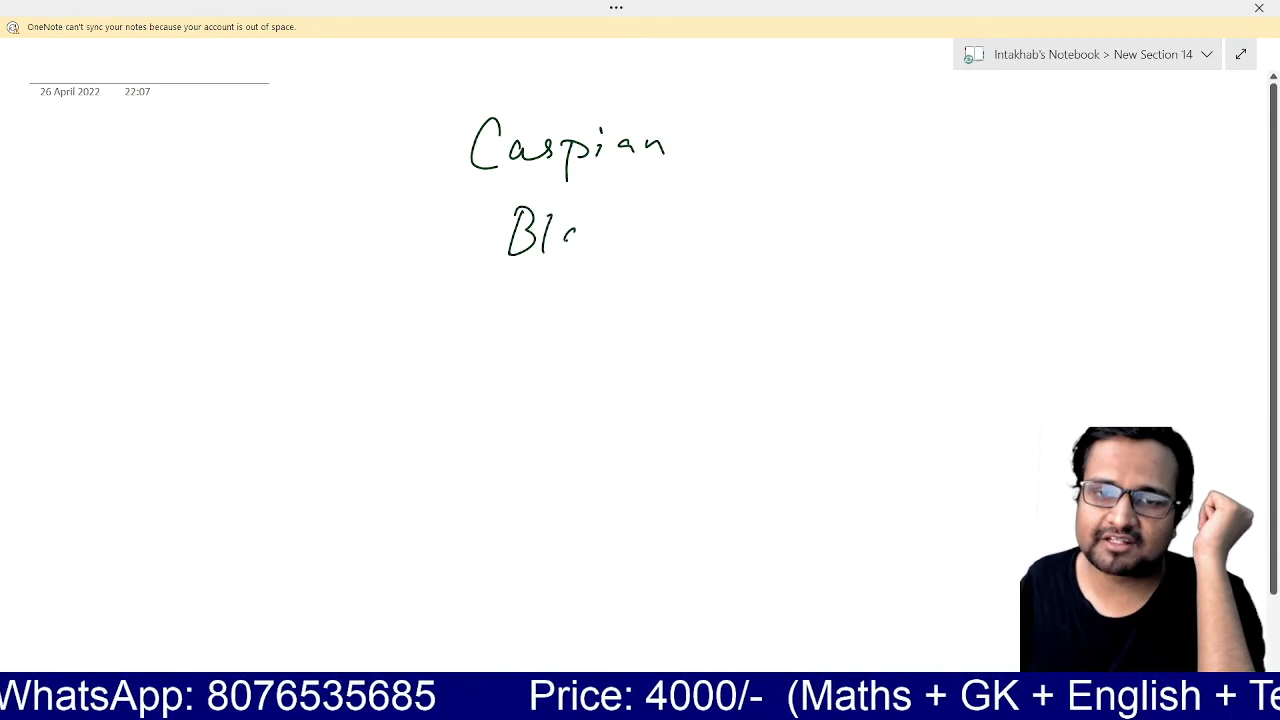 OneNote can't sync your notes because your account is out of space.
Intakhab's Notebook > New Section 14
26 April 2022 22:07
Caspian
Bla
WhatsApp: 8076535685 Price: 4000/- (Maths + GK + English + Te